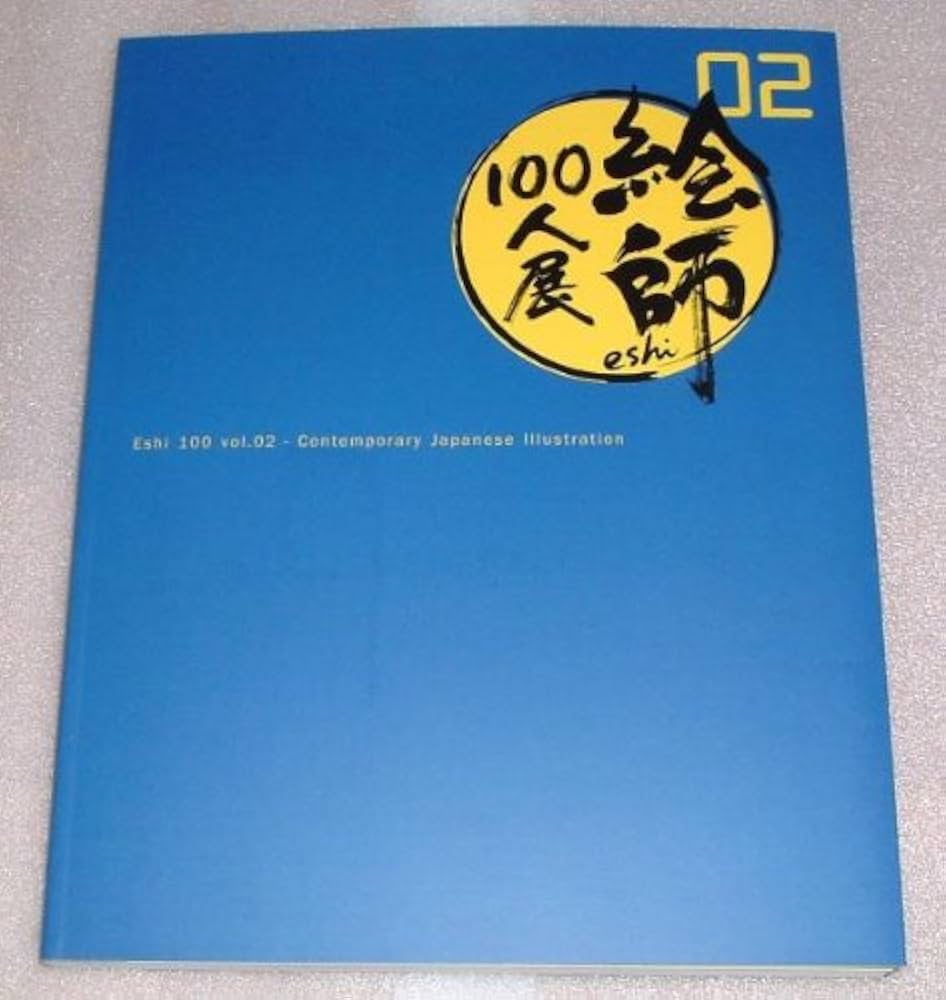 02
絵師
100人展
eshi
Eshi 100 vol.02 - Contemporary Japanese Illustration